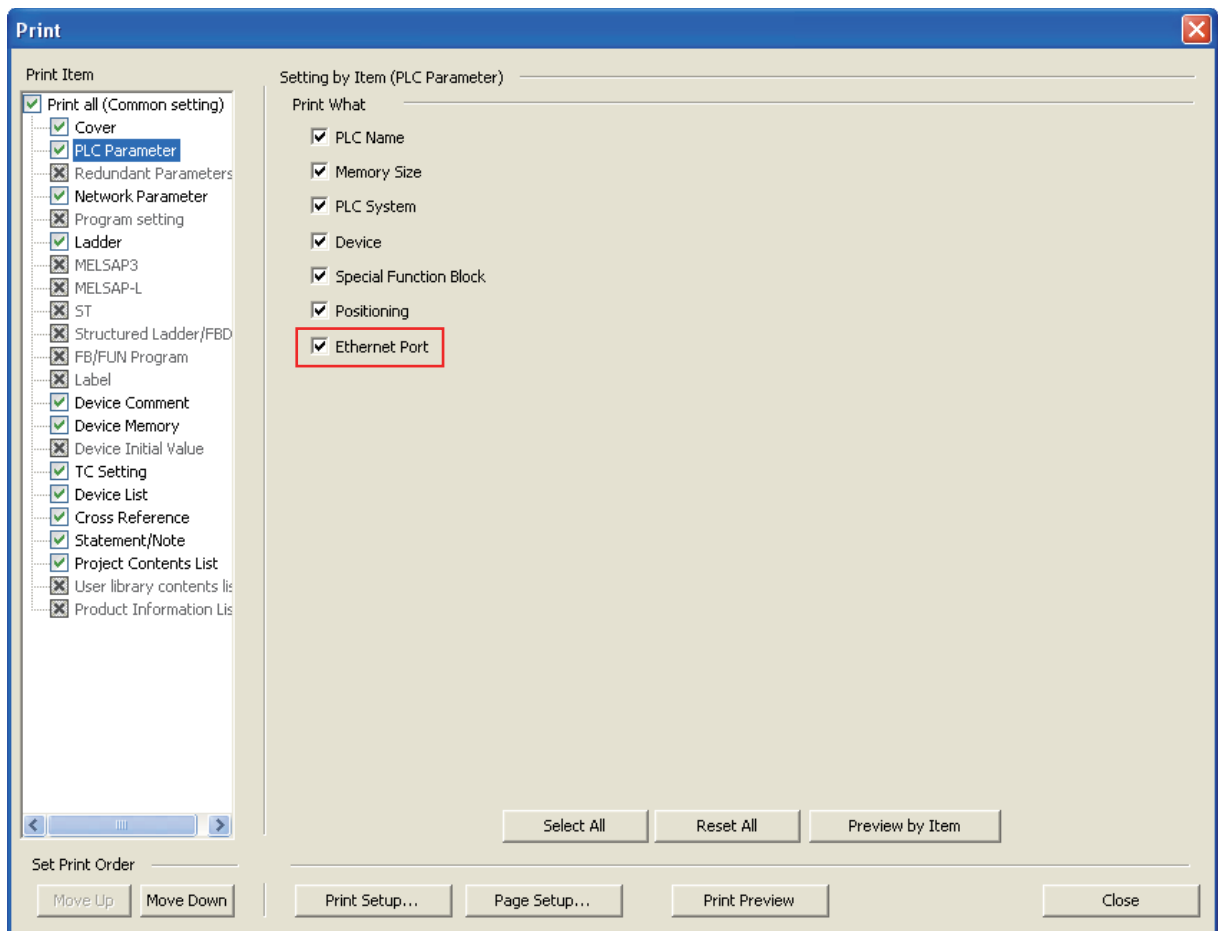 Print
Print Item
Print all (Common setting)
Cover
PLC Parameter
Redundant Parameters
Network Parameter
Program setting
Ladder
MELSAP3
MELSAP-L
ST
Structured Ladder/FBD
FB/FUN Program
Label
Device Comment
Device Memory
Device Initial Value
TC Setting
Device List
Cross Reference
Statement/Note
Project Contents List
User library contents lis
Product Information Lis
Set Print Order
Move Up
Move Down
Setting by Item (PLC Parameter)
Print What
PLC Name
Memory Size
PLC System
Device
Special Function Block
Positioning
Ethernet Port
Select All
Reset All
Preview by Item
Print Setup...
Page Setup...
Print Preview
Close